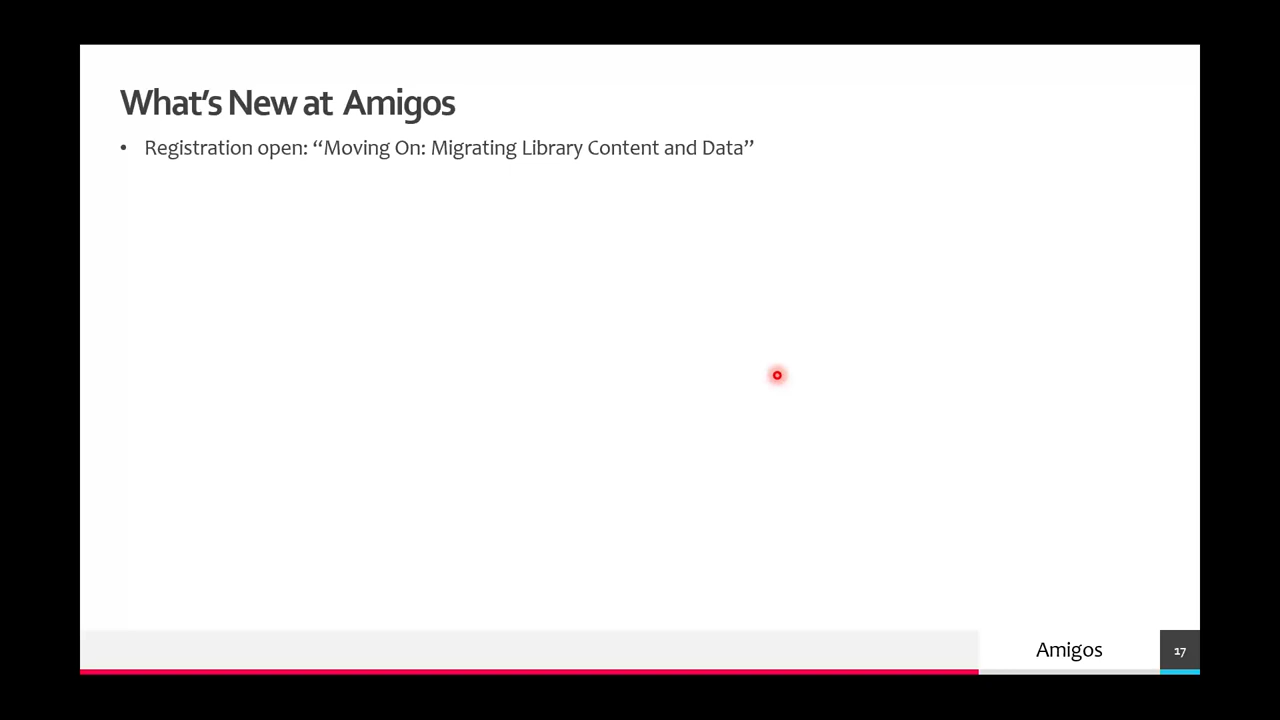 What's New at Amigos
• Registration open: “Moving On: Migrating Library Content and Data”
Amigos
17